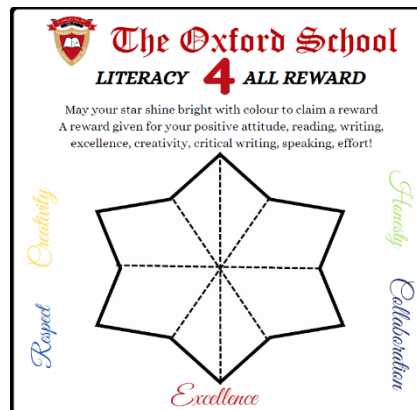 The Oxford School
LITERACY 4 ALL REWARD
May your star shine bright with colour to claim a reward
A reward given for your positive attitude, reading, writing,
excellence, creativity, critical writing, speaking, effort!
Creativity
Honesty
Respect
Collaboration
Excellence